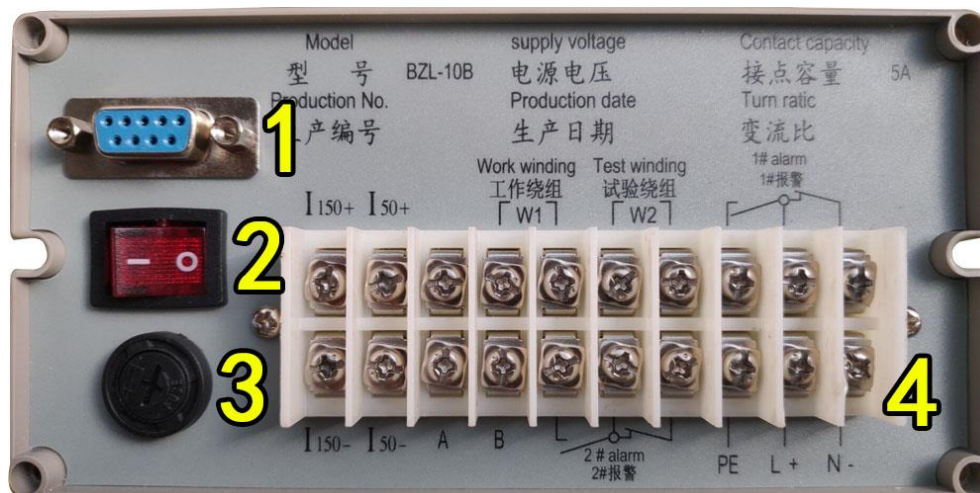 Model supply voltage Contact capacity
型 号 BZL-10B 电源电压 接点容量 5A
Production No. Production date Turn ratic
生产编号 生产日期 变流比
1
Work winding Test winding 1# alarm
工作绕组 试验绕组 1#报警
I150+ I50+ W1 W2
2
3
4
I150- I50- A B 2 # alarm
2#报警
PE L + N -